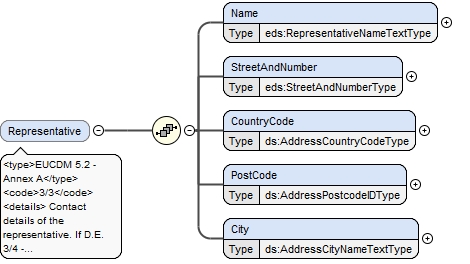 Name
Type eds:RepresentativeNameTextType
StreetAndNumber
Type eds:StreetAndNumberType
Representative
CountryCode
Type ds:AddressCountryCodeType
<type>EUCDM 5.2 -
Annex A</type>
<code>3/3</code>
<details> Contact
details of the
representative. If D.E.
3/4 -...
PostCode
Type ds:AddressPostcodeIDType
City
Type ds:AddressCityNameTextType